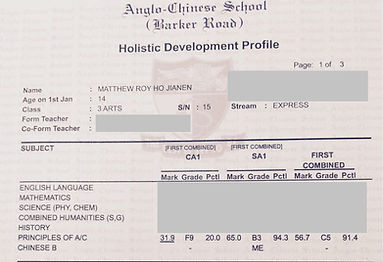 Anglo-Chinese School
(Barker Road)
Holistic Development Profile
Page: 1 of 3
Name : MATTHEW ROY HO JIANEN
Age on 1st Jan : 14
Class : 3 ARTS S/N : 15 Stream : EXPRESS
Form Teacher :
Co-Form Teacher :
SUBJECT [FIRST COMBINED] [FIRST COMBINED] FIRST
CA1 SA1 COMBINED
Mark Grade Pctl Mark Grade Pctl Mark Grade Pctl
ENGLISH LANGUAGE
MATHEMATICS
SCIENCE (PHY, CHEM)
COMBINED HUMANITIES (S,G)
HISTORY
PRINCIPLES OF A/C 31.9 F9 20.0 65.0 B3 94.3 56.7 C5 91.4
CHINESE B - ME -